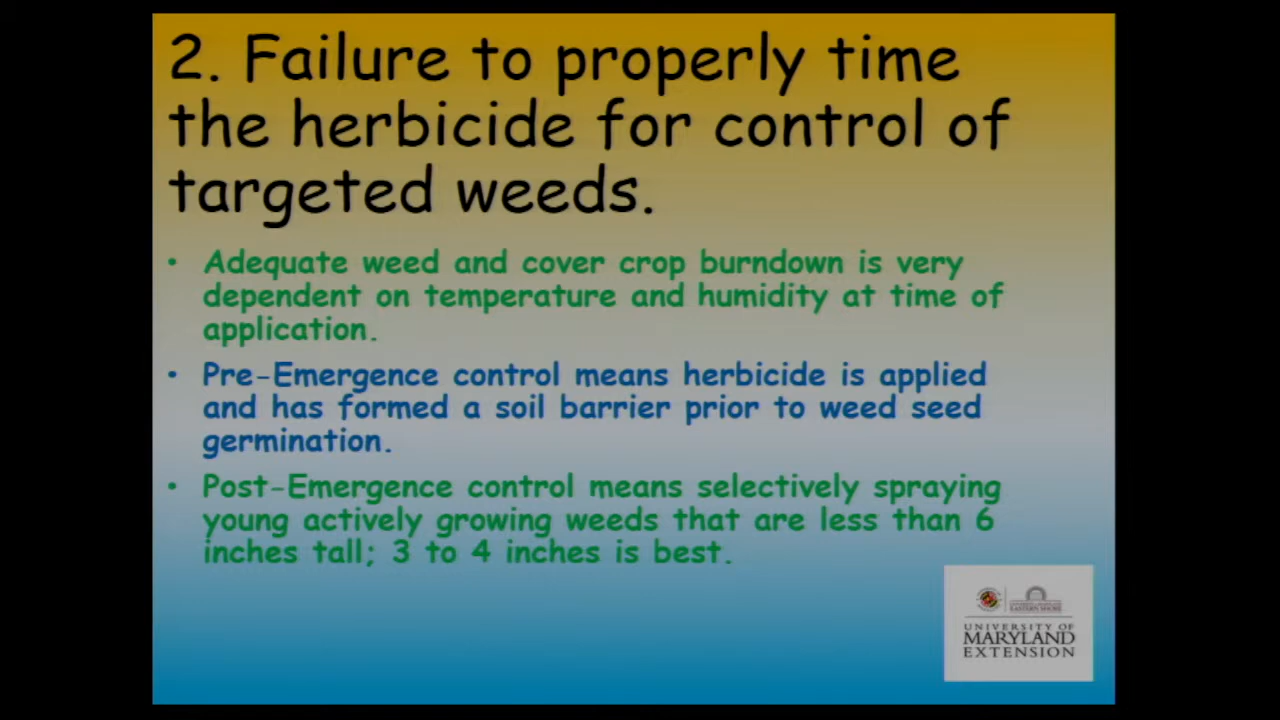 2. Failure to properly time
the herbicide for control of
targeted weeds.
• Adequate weed and cover crop burndown is very
dependent on temperature and humidity at time of
application.
• Pre-Emergence control means herbicide is applied
and has formed a soil barrier prior to weed seed
germination.
• Post-Emergence control means selectively spraying
young actively growing weeds that are less than 6
inches tall; 3 to 4 inches is best.
EASTERN SHORE
UNIVERSITY OF
MARYLAND
EXTENSION